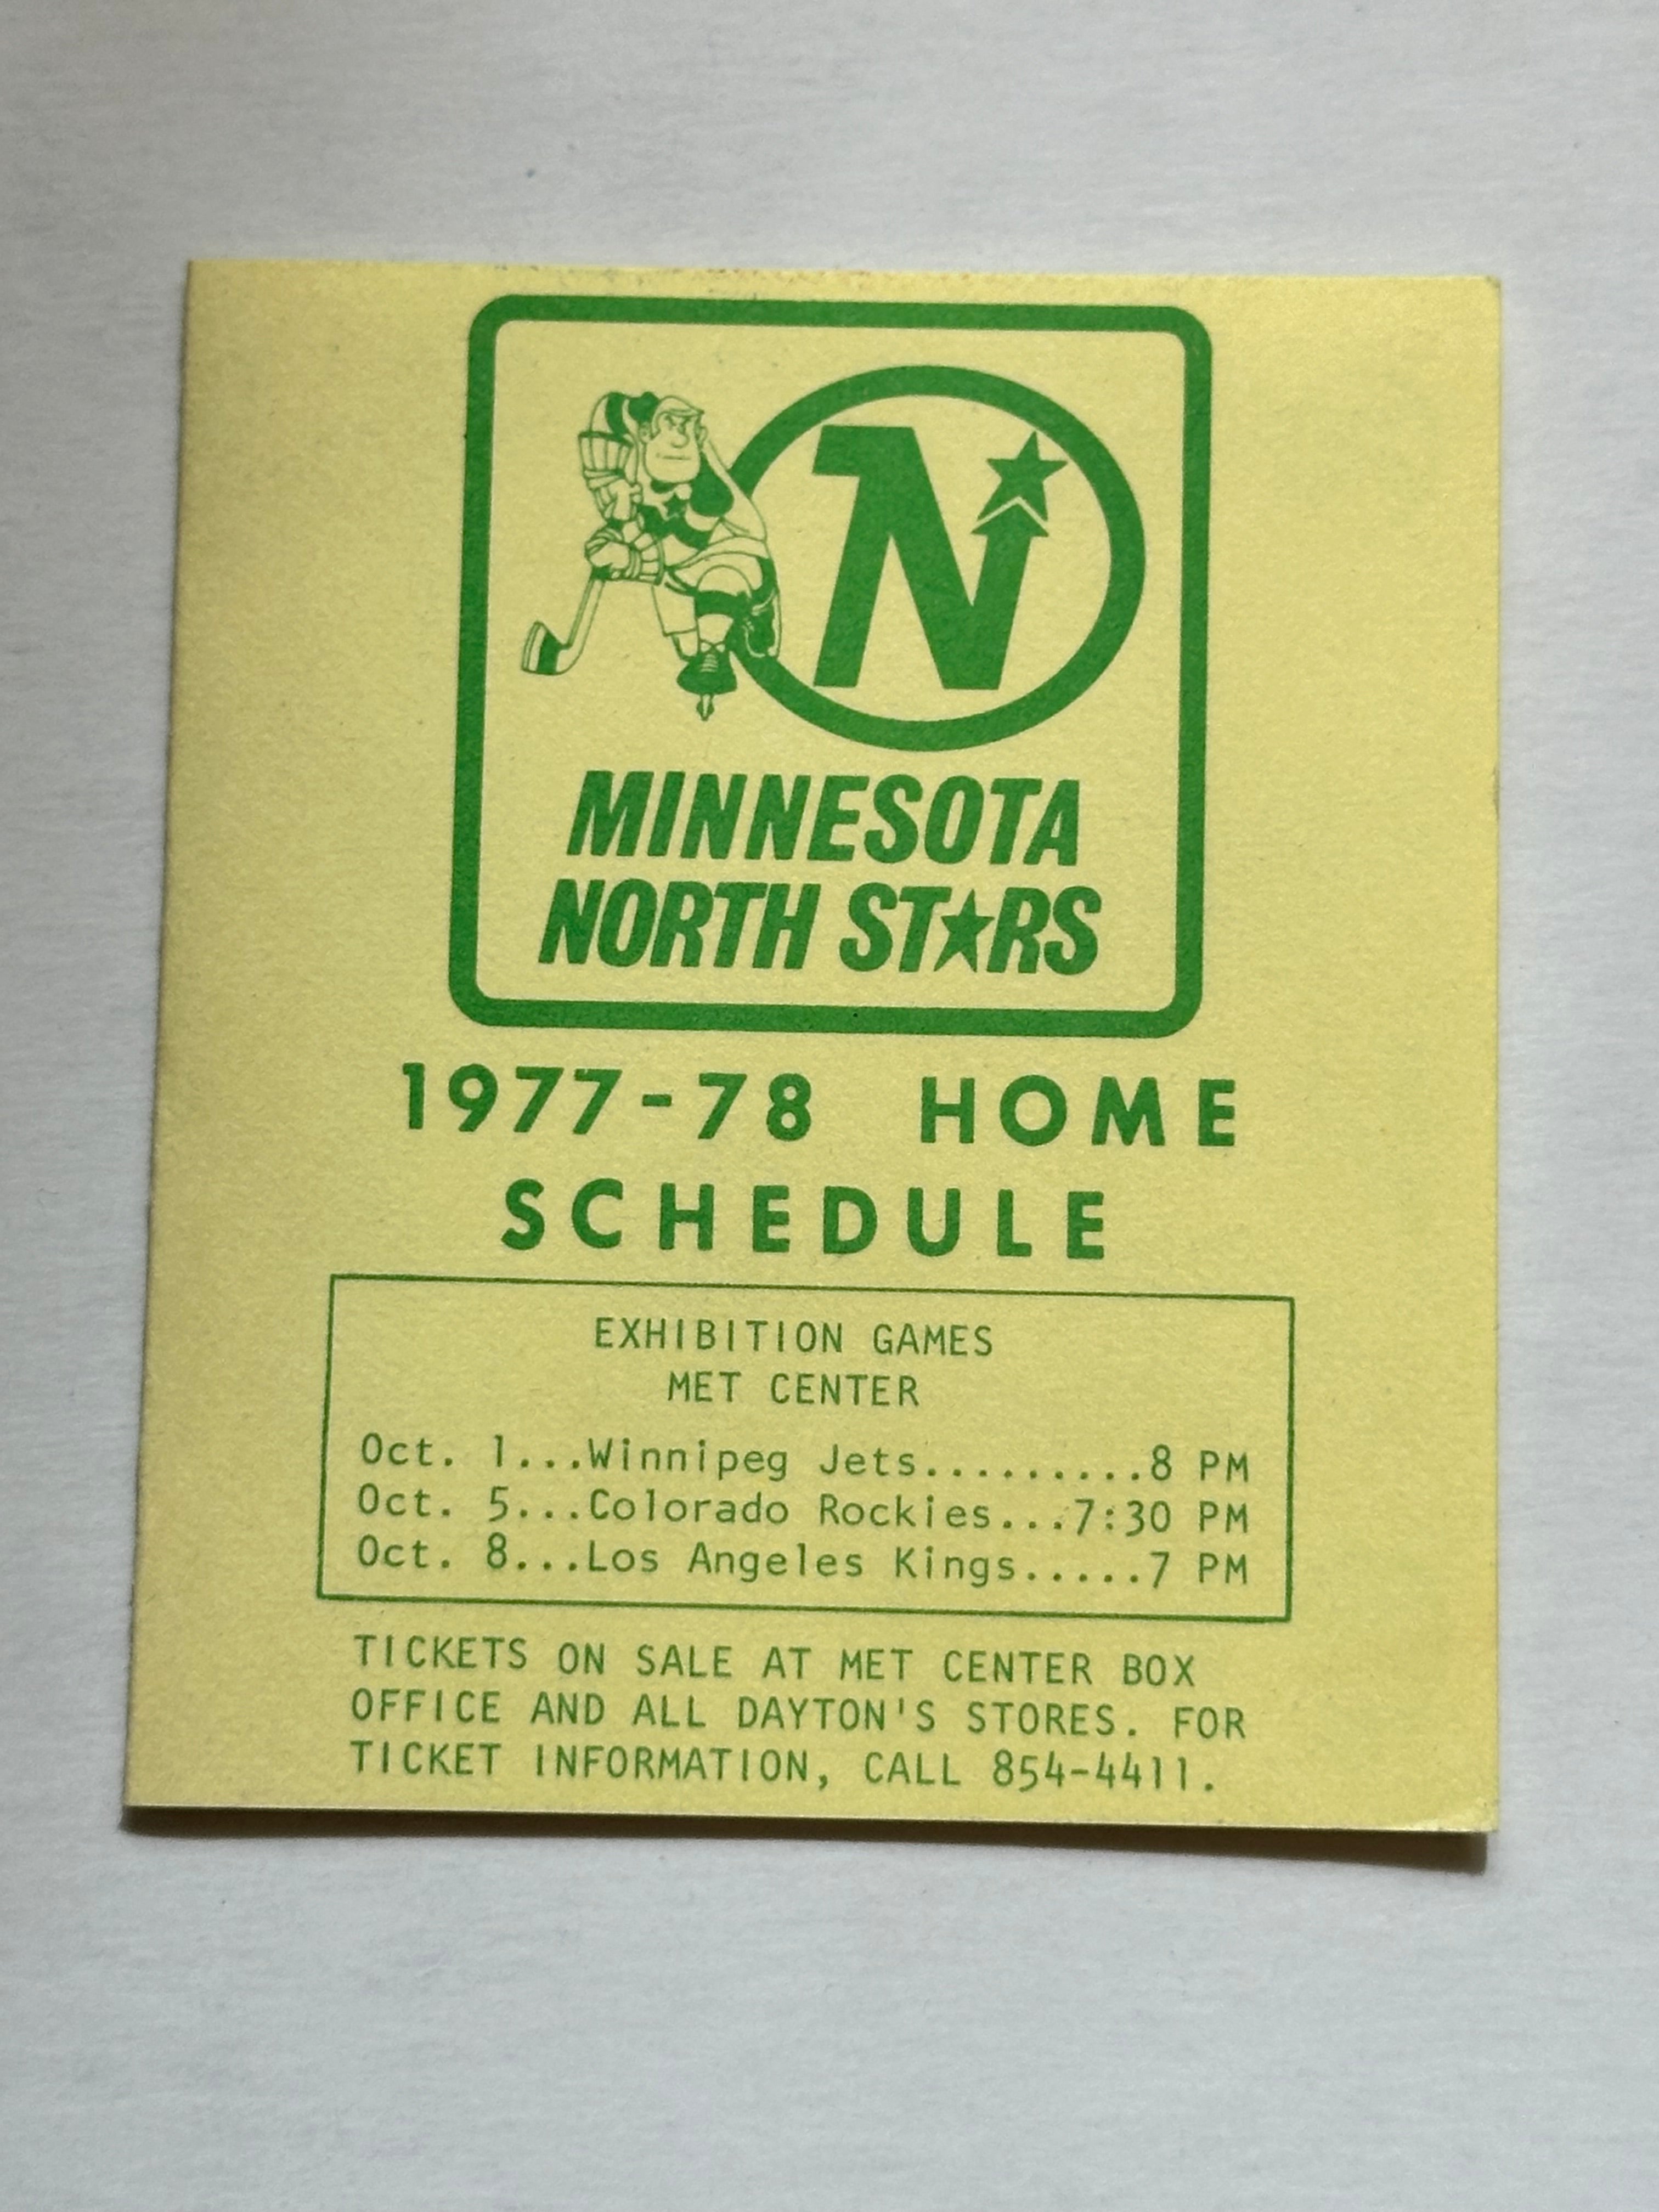 N
MINNESOTA
NORTH ST★RS
1977-78 HOME
SCHEDULE
EXHIBITION GAMES
MET CENTER
Oct. 1...Winnipeg Jets.........8 PM
Oct. 5...Colorado Rockies...7:30 PM
Oct. 8...Los Angeles Kings.....7 PM
TICKETS ON SALE AT MET CENTER BOX
OFFICE AND ALL DAYTON'S STORES. FOR
TICKET INFORMATION, CALL 854-4411.